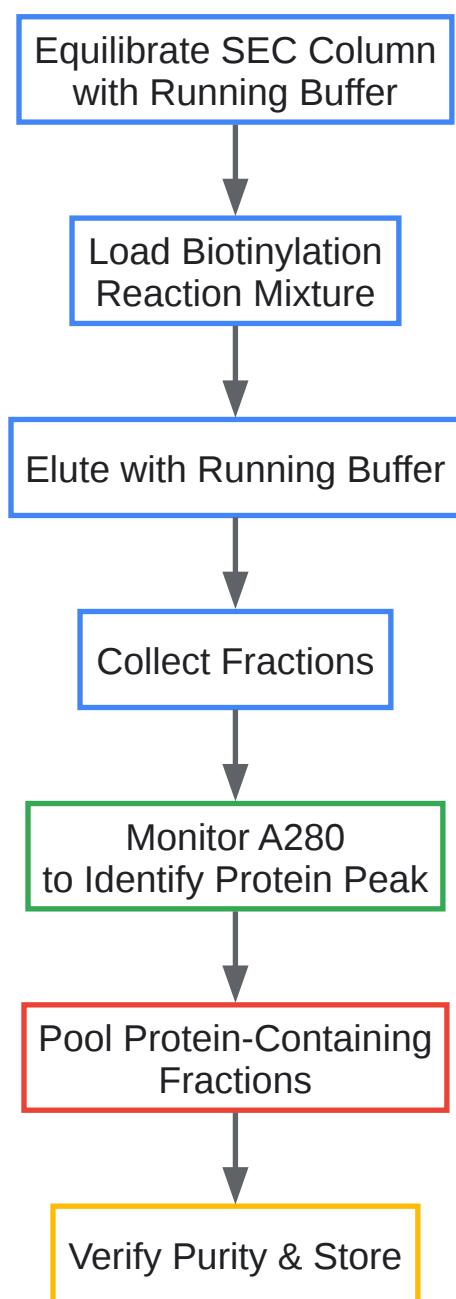 Equilibrate SEC Column
with Running Buffer
Load Biotinylation
Reaction Mixture
Elute with Running Buffer
Collect Fractions
Monitor A280
to Identify Protein Peak
Pool Protein-Containing
Fractions
Verify Purity & Store